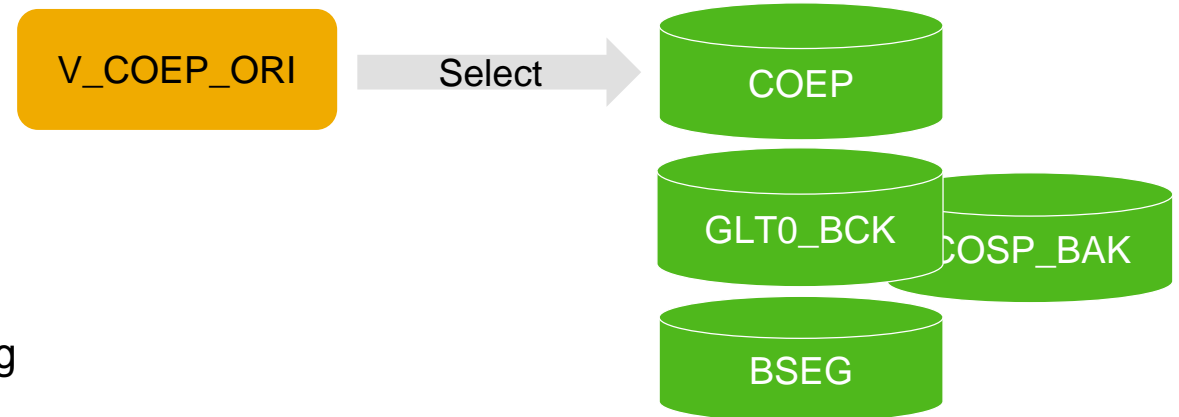 V_COEP_ORI
Select
COEP
GLT0_BCK
COSP_BAK
g
BSEG